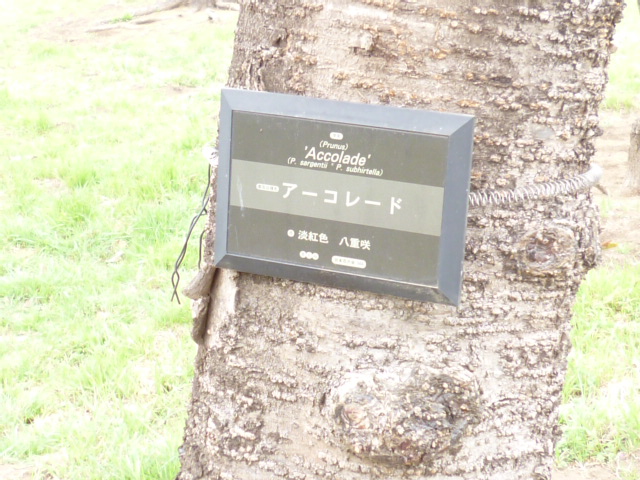 (Prunus)
'Accolade'
(P. sargentii × P. subhirtella)
アーコレード
淡紅色 八重咲